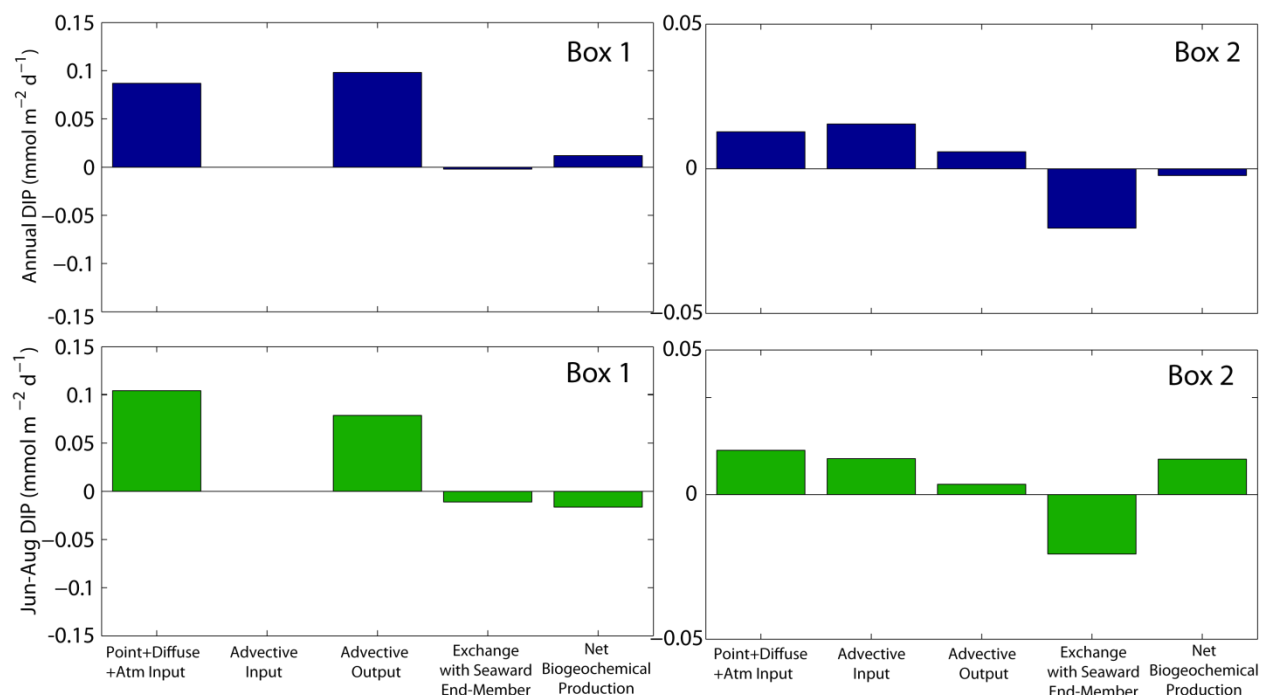 Annual DIP (mmol m−2 d−1)
0.15
0.1
0.05
0
−0.05
−0.1
-0.15
Box 1
0.05
0
−0.05
Box 2
Jun-Aug DIP (mmol m −2 d−1)
0.15
0.1
0.05
0
−0.05
−0.1
-0.15
Box 1
Point+Diffuse
+Atm Input
Advective
Input
Advective
Output
Exchange
with Seaward
End-Member
Net
Biogeochemical
Production
0.05
0
−0.05
Box 2
Point+Diffuse
+Atm Input
Advective
Input
Advective
Output
Exchange
with Seaward
End-Member
Net
Biogeochemical
Production